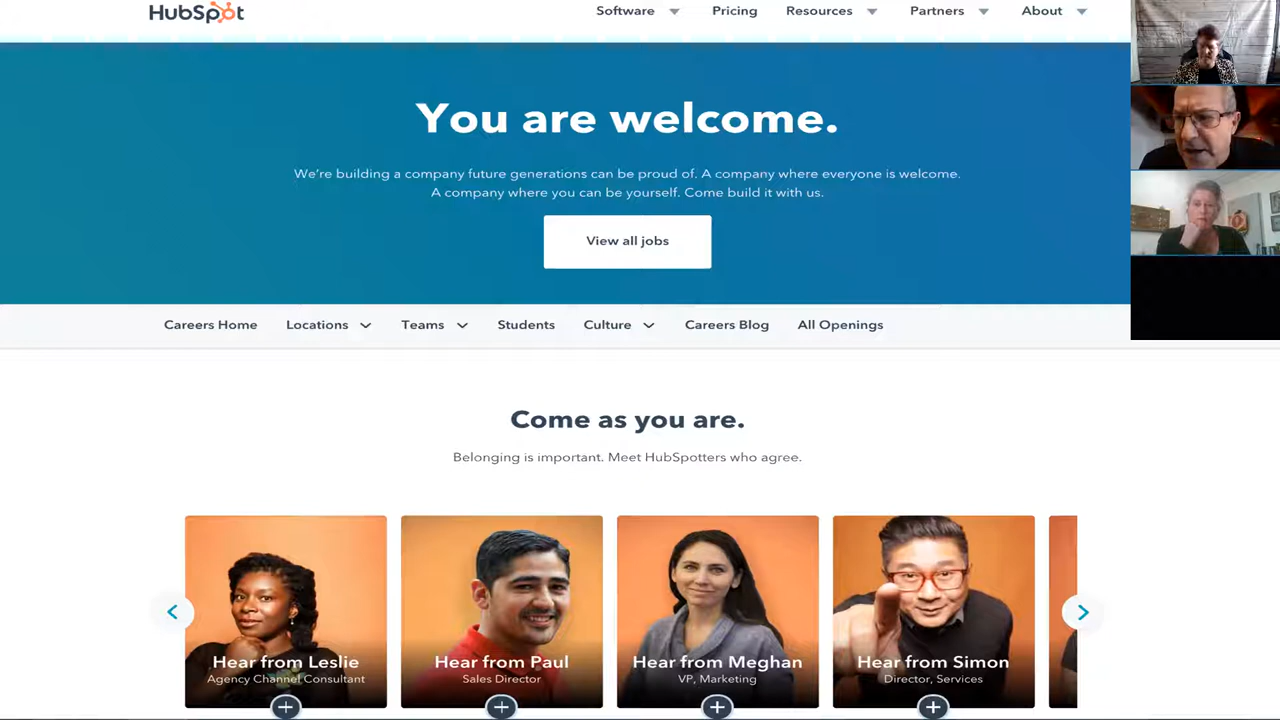 HubSpot
Software Pricing Resources Partners About
You are welcome.
We're building a company future generations can be proud of. A company where everyone is welcome.
A company where you can be yourself. Come build it with us.
View all jobs
Careers Home Locations Teams Students Culture Careers Blog All Openings
Come as you are.
Belonging is important. Meet HubSpotters who agree.
Hear from Leslie
Agency Channel Consultant
Hear from Paul
Sales Director
Hear from Meghan
VP, Marketing
Hear from Simon
Director, Services